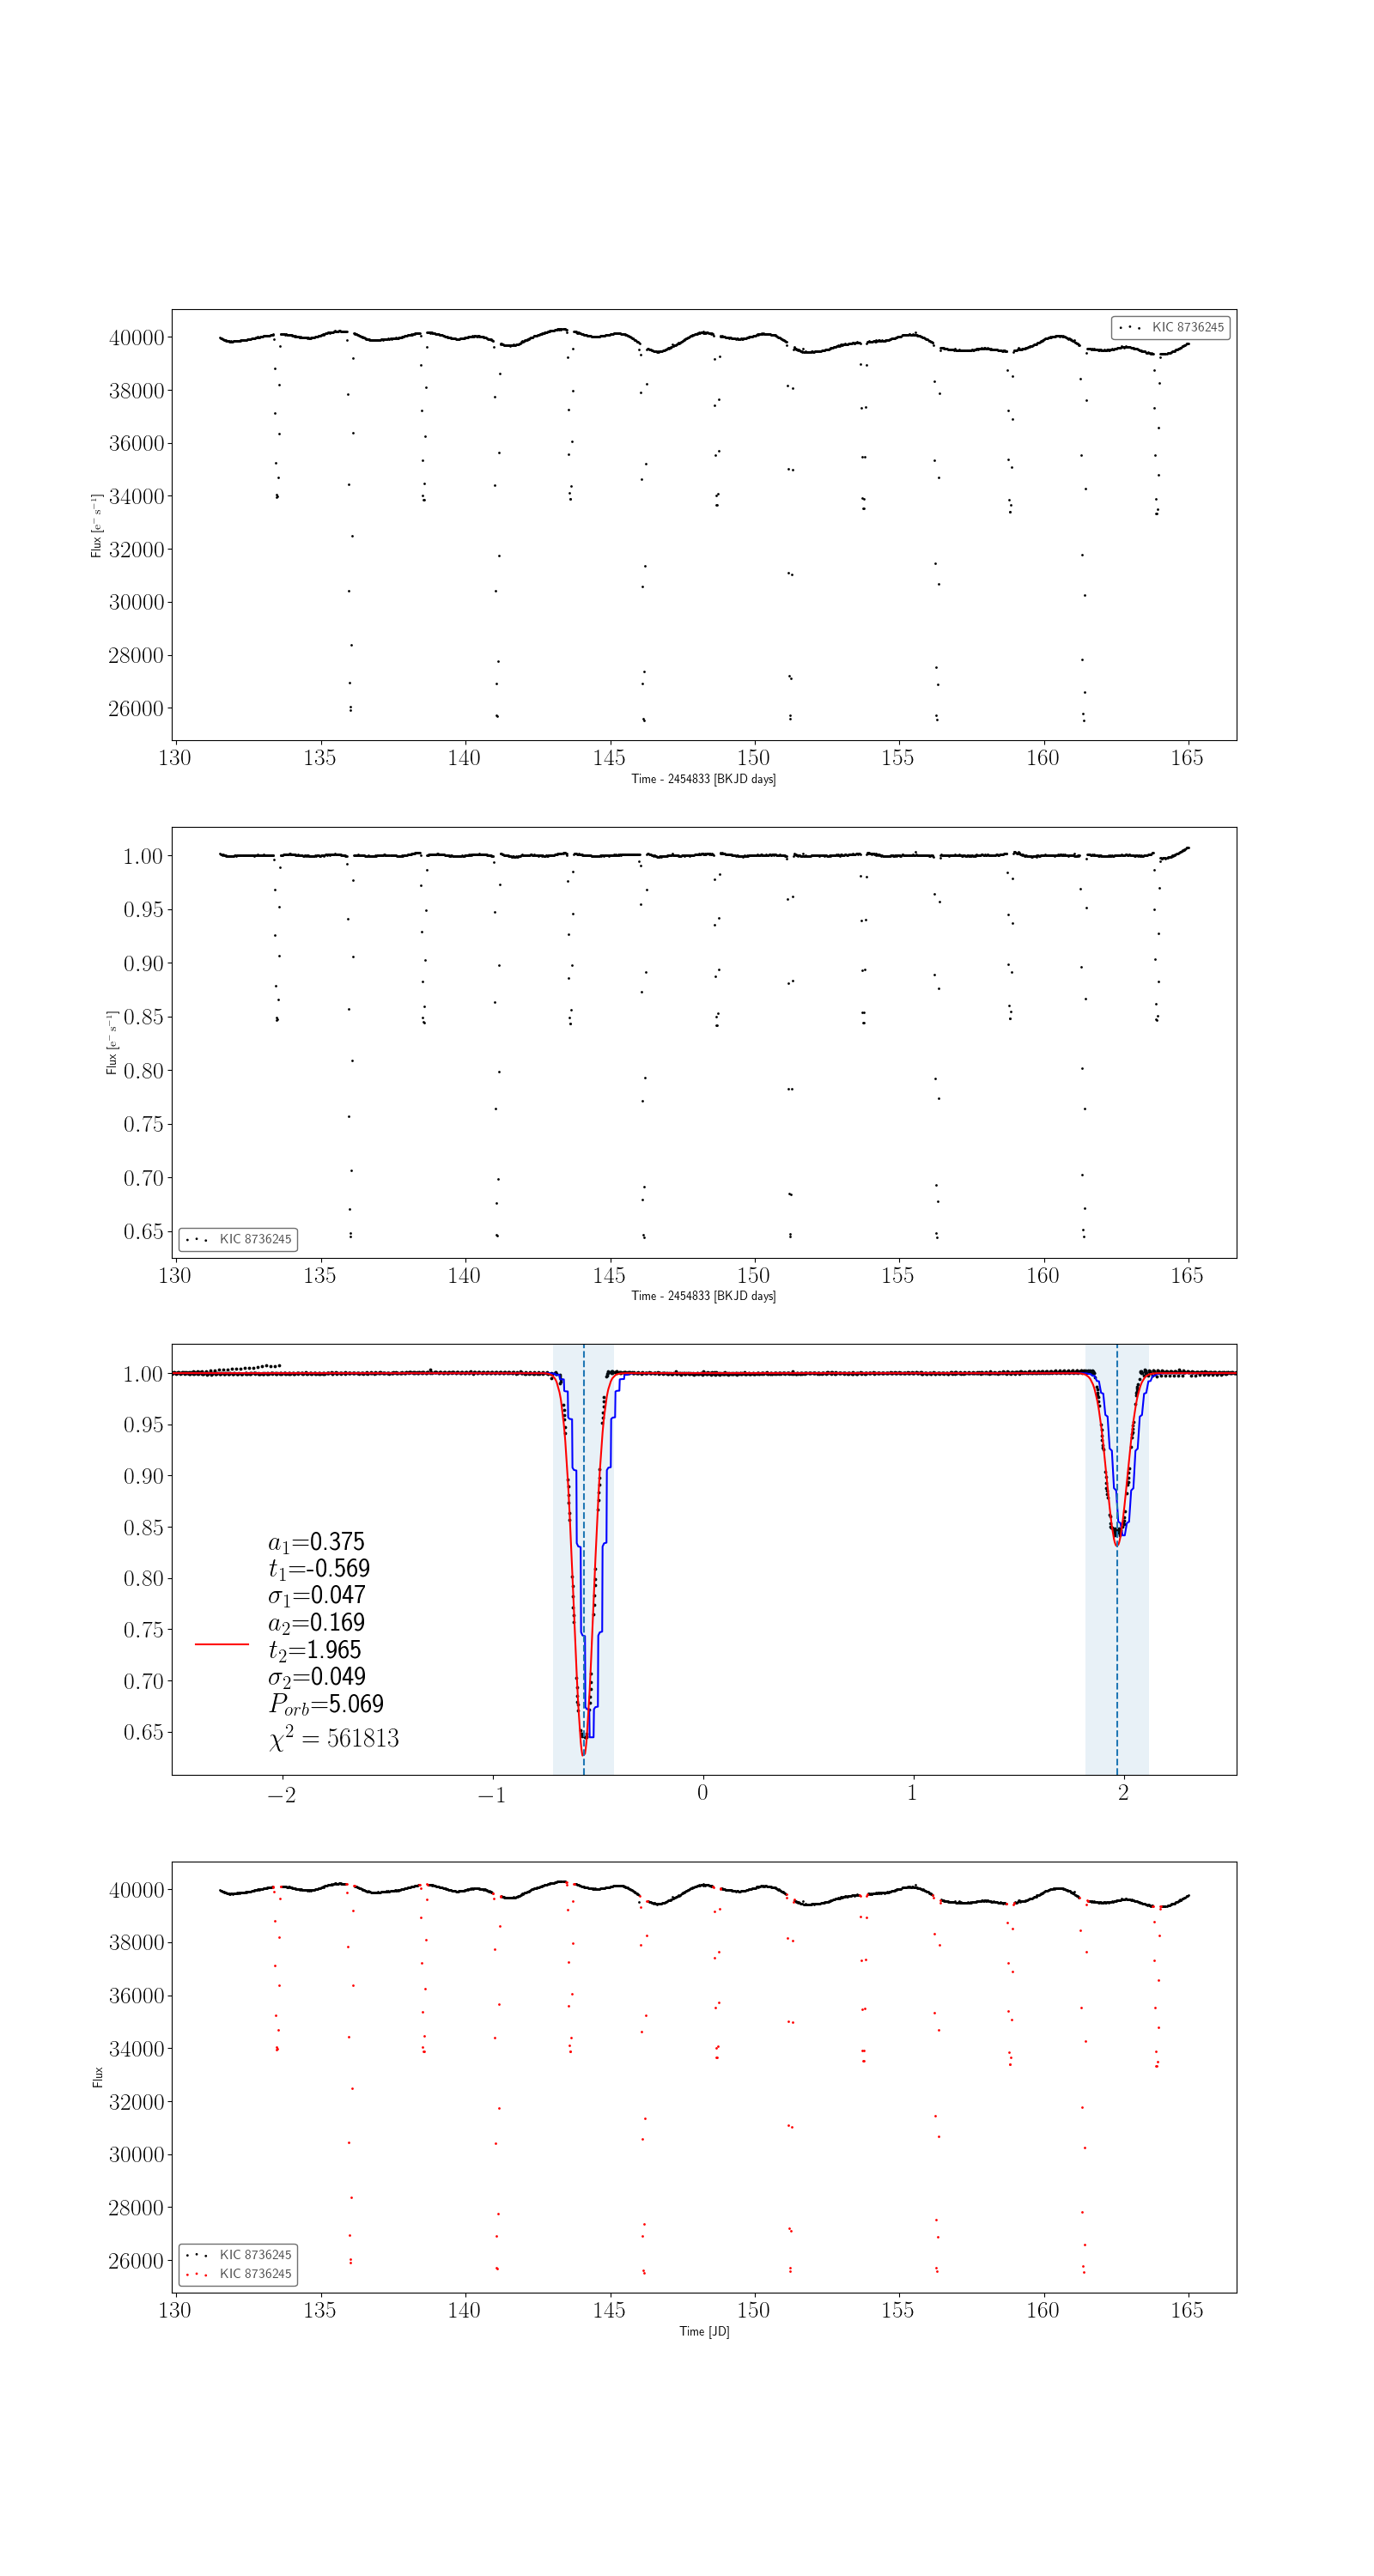 KIC 8736245
40000
38000
36000
34000
32000
30000
28000
26000
Flux [e⁻ s⁻¹]
130 135 140 145 150 155 160 165
Time - 2454833 [BKJD days]
1.00
0.95
0.90
0.85
0.80
0.75
0.70
0.65
Flux [e⁻ s⁻¹]
KIC 8736245
130 135 140 145 150 155 160 165
Time - 2454833 [BKJD days]
1.00
0.95
0.90
0.85
0.80
0.75
0.70
0.65
a₁=0.375
t₁=-0.569
σ₁=0.047
a₂=0.169
t₂=1.965
σ₂=0.049
P_orb=5.069
χ² = 561813
−2 −1 0 1 2
40000
38000
36000
34000
32000
30000
28000
26000
Flux
KIC 8736245
KIC 8736245
130 135 140 145 150 155 160 165
Time [JD]